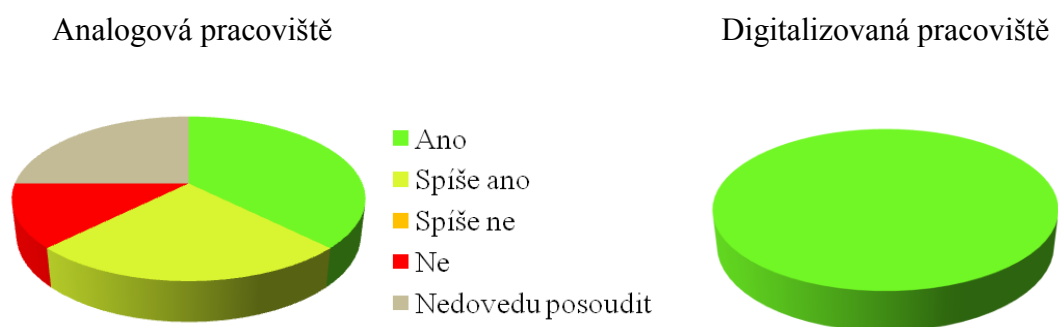 Analogová pracoviště
Digitalizovaná pracoviště
Ano
Spíše ano
Spíše ne
Ne
Nedovedu posoudit